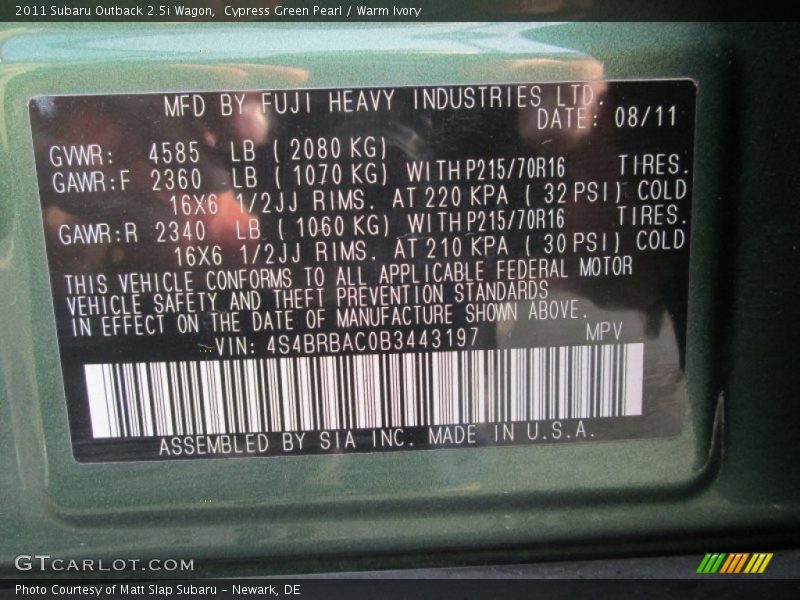 2011 Subaru Outback 2.5i Wagon,  Cypress Green Pearl / Warm Ivory
MFD BY FUJI HEAVY INDUSTRIES LTD.
DATE: 08/11
GVWR: 4585 LB ( 2080 KG)
GAWR:F 2360 LB ( 1070 KG) WITH P215/70R16 TIRES.
16X6 1/2JJ RIMS. AT 220 KPA ( 32 PSI) COLD
GAWR:R 2340 LB ( 1060 KG) WITH P215/70R16 TIRES.
16X6 1/2JJ RIMS. AT 210 KPA ( 30 PSI) COLD
THIS VEHICLE CONFORMS TO ALL APPLICABLE FEDERAL MOTOR
VEHICLE SAFETY AND THEFT PREVENTION STANDARDS
IN EFFECT ON THE DATE OF MANUFACTURE SHOWN ABOVE.
VIN: 4S4BRBAC0B3443197 MPV
ASSEMBLED BY SIA INC. MADE IN U.S.A.
GTCARLOT.COM
Photo Courtesy of Matt Slap Subaru - Newark, DE